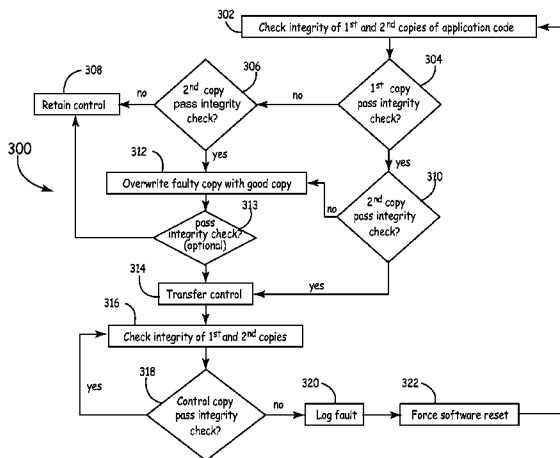 302
Check integrity of 1st and 2nd copies of application code
304
1st copy
pass integrity
check?
306
2nd copy
pass integrity
check?
no
no
308
Retain control
300
yes
yes
312
Overwrite faulty copy with good copy
310
2nd copy
pass integrity
check?
no
313
pass
integrity check?
(optional)
314
Transfer control
yes
316
Check integrity of 1st and 2nd copies
318
Control copy
pass integrity
check?
yes
no
320
Log fault
322
Force software reset